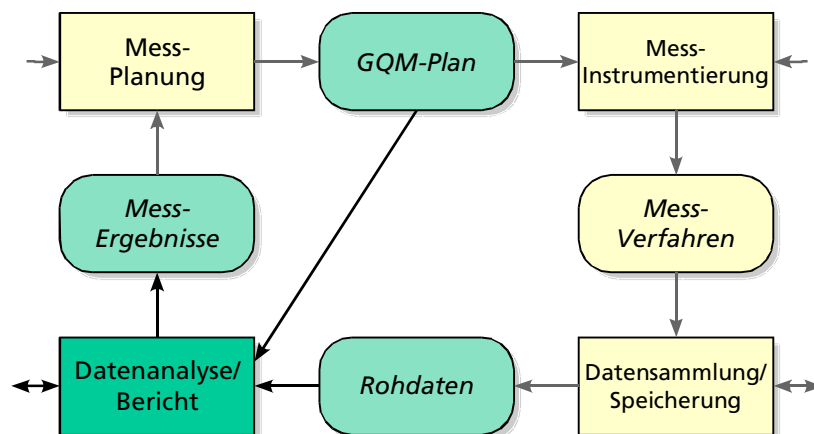 Mess-
Planung
GQM-Plan
Mess-
Instrumentierung
Mess-
Ergebnisse
Mess-
Verfahren
Datenanalyse/
Bericht
Rohdaten
Datensammlung/
Speicherung